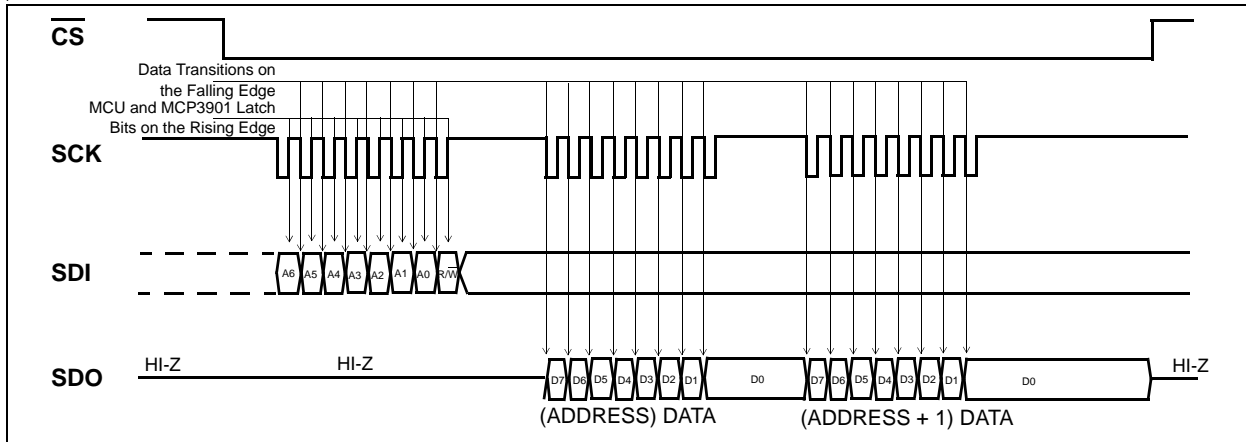 CS
Data Transitions on
the Falling Edge
MCU and MCP3901 Latch
Bits on the Rising Edge
SCK
SDI
A6 A5 A4 A3 A2 A1 A0 R/W
SDO
HI-Z HI-Z D7 D6 D5 D4 D3 D2 D1 D0 D7 D6 D5 D4 D3 D2 D1 D0 HI-Z
(ADDRESS) DATA (ADDRESS + 1) DATA